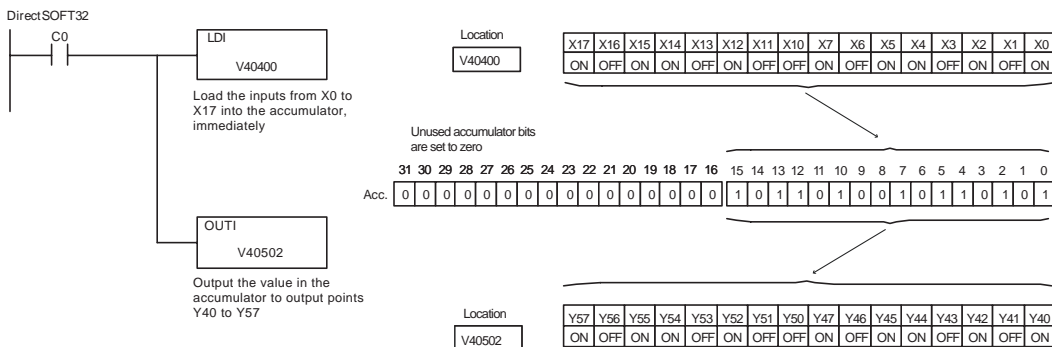 DirectSOFT32
C0
LDI
V40400
Load the inputs from X0 to
X17 into the accumulator,
immediately
Location
V40400
X17 X16 X15 X14 X13 X12 X11 X10 X7 X6 X5 X4 X3 X2 X1 X0
ON OFF ON ON OFF ON OFF OFF ON OFF ON ON OFF ON OFF ON
Unused accumulator bits
are set to zero
31 30 29 28 27 26 25 24 23 22 21 20 19 18 17 16 15 14 13 12 11 10 9 8 7 6 5 4 3 2 1 0
Acc. 0 0 0 0 0 0 0 0 0 0 0 0 0 0 0 0 1 0 1 1 0 1 0 0 1 0 1 1 0 1 0 1
OUTI
V40502
Output the value in the
accumulator to output points
Y40 to Y57
Location
V40502
Y57 Y56 Y55 Y54 Y53 Y52 Y51 Y50 Y47 Y46 Y45 Y44 Y43 Y42 Y41 Y40
ON OFF ON ON OFF ON OFF OFF ON OFF ON ON OFF ON OFF ON